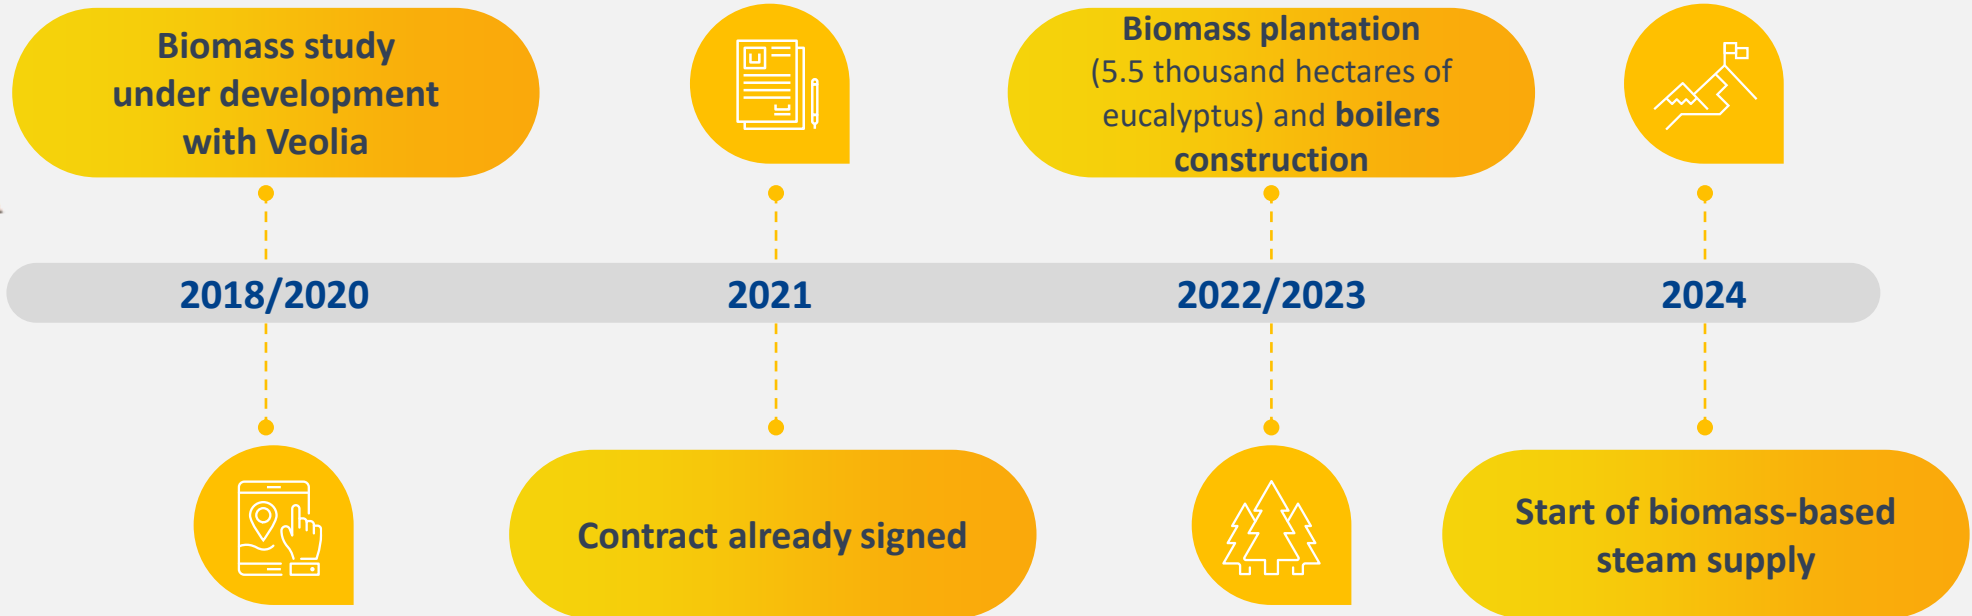 Biomass study
under development
with Veolia
Biomass plantation
(5.5 thousand hectares of
eucalyptus) and boilers
construction
2018/2020
2021
2022/2023
2024
Contract already signed
Start of biomass-based
steam supply